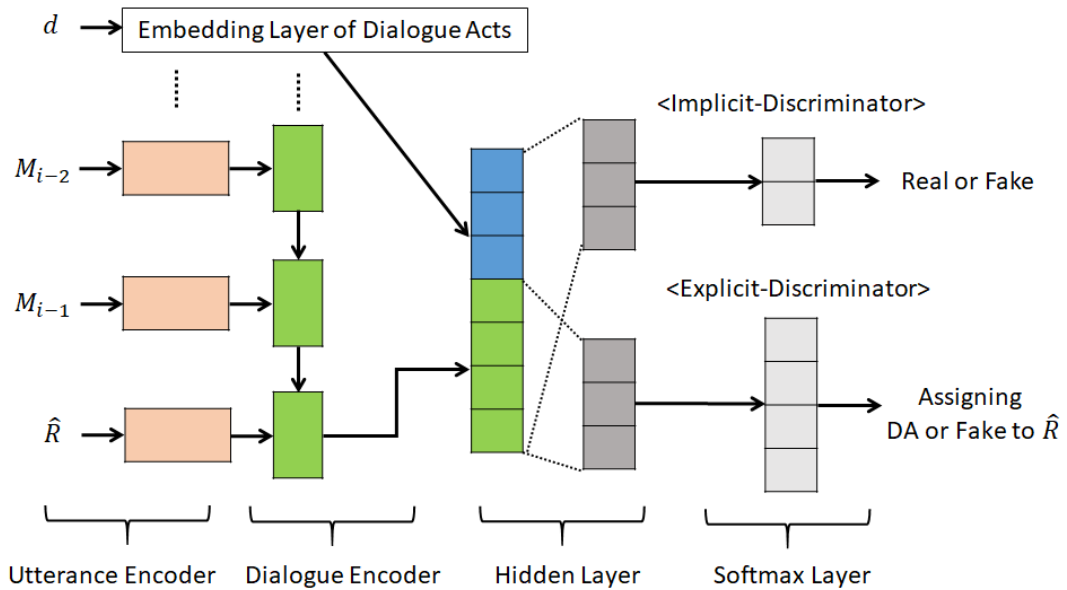 d
Embedding Layer of Dialogue Acts
<Implicit-Discriminator>
M_{i-2}
Real or Fake
M_{i-1}
<Explicit-Discriminator>
R̂
Assigning
DA or Fake to R̂
Utterance Encoder
Dialogue Encoder
Hidden Layer
Softmax Layer